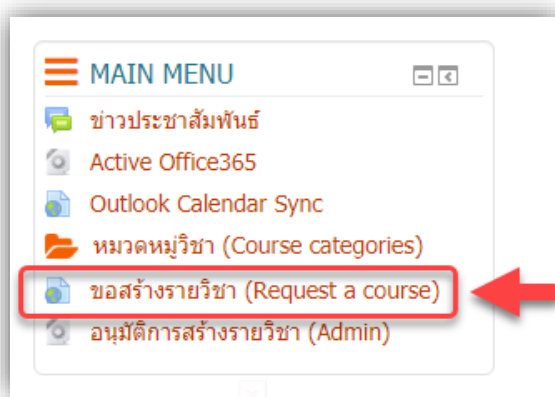 MAIN MENU
ข่าวประชาสัมพันธ์
Active Office365
Outlook Calendar Sync
หมวดหมู่วิชา (Course categories)
ขอสร้างรายวิชา (Request a course)
อนุมัติการสร้างรายวิชา (Admin)